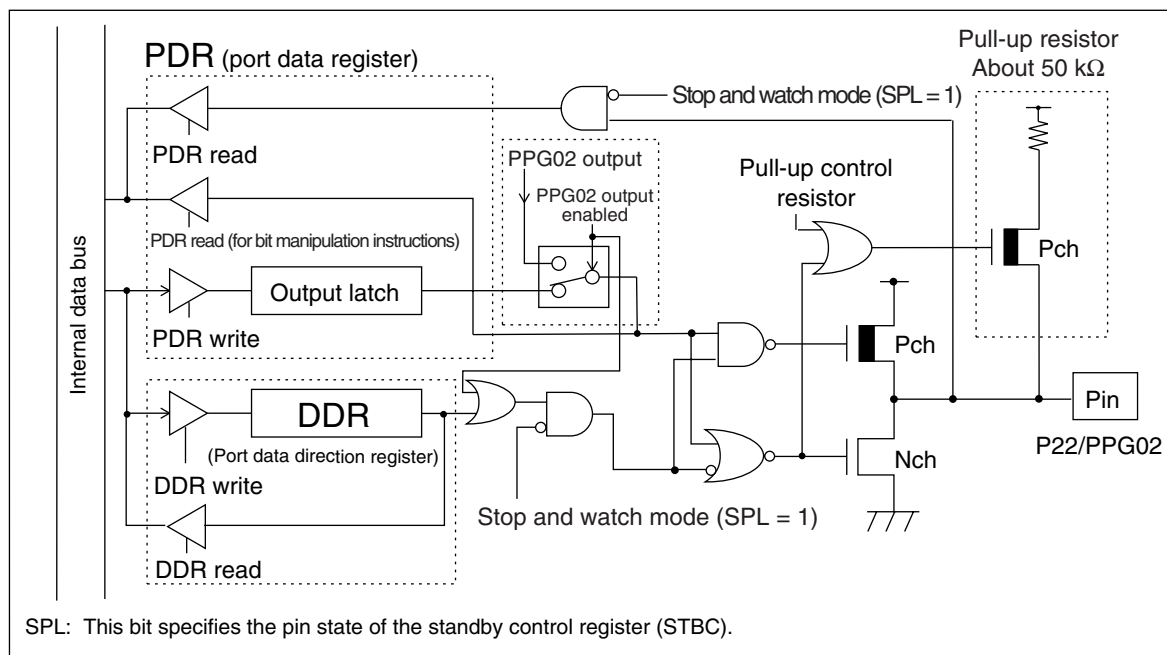 PDR (port data register)
Pull-up resistor
About 50 kΩ
Stop and watch mode (SPL = 1)
PDR read
PPG02 output
PPG02 output
enabled
Pull-up control
resistor
PDR read (for bit manipulation instructions)
Pch
Internal data bus
Output latch
PDR write
Pch
DDR
Pin
(Port data direction register)
P22/PPG02
Nch
DDR write
Stop and watch mode (SPL = 1)
DDR read
SPL: This bit specifies the pin state of the standby control register (STBC).